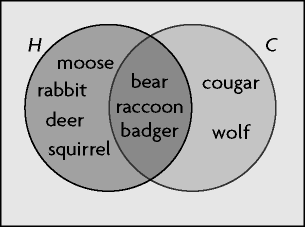 H
C
moose
rabbit
deer
squirrel
bear
raccoon
badger
cougar
wolf